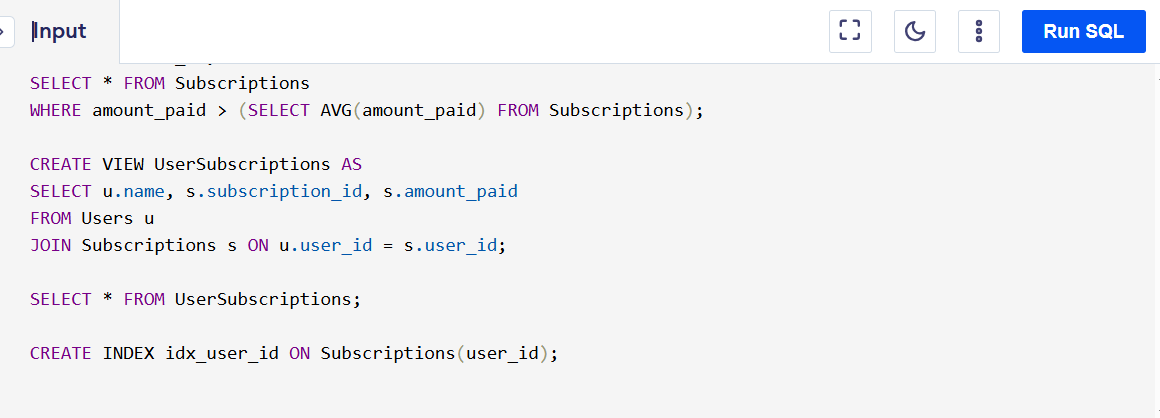 Input
Run SQL
SELECT * FROM Subscriptions
WHERE amount_paid > (SELECT AVG(amount_paid) FROM Subscriptions);
CREATE VIEW UserSubscriptions AS
SELECT u.name, s.subscription_id, s.amount_paid
FROM Users u
JOIN Subscriptions s ON u.user_id = s.user_id;
SELECT * FROM UserSubscriptions;
CREATE INDEX idx_user_id ON Subscriptions(user_id);